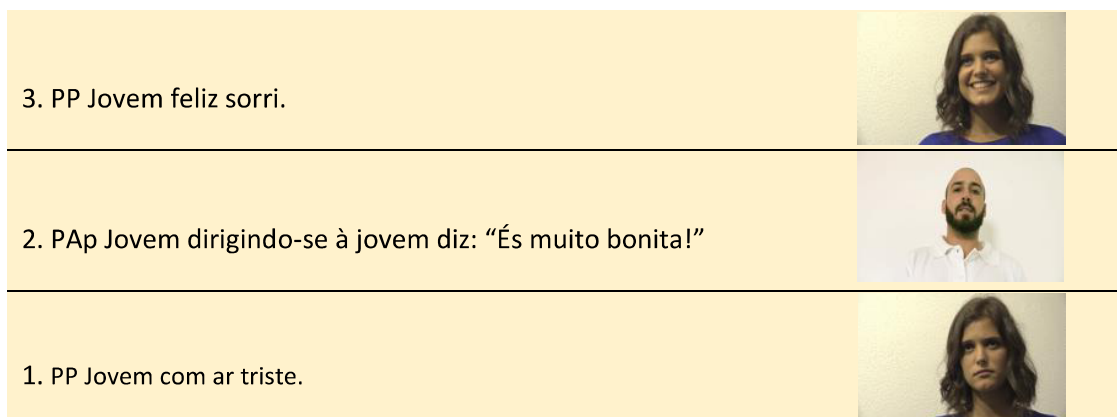 3. PP Jovem feliz sorri.
2. PAp Jovem dirigindo-se à jovem diz: “És muito bonita!”
1. PP Jovem com ar triste.